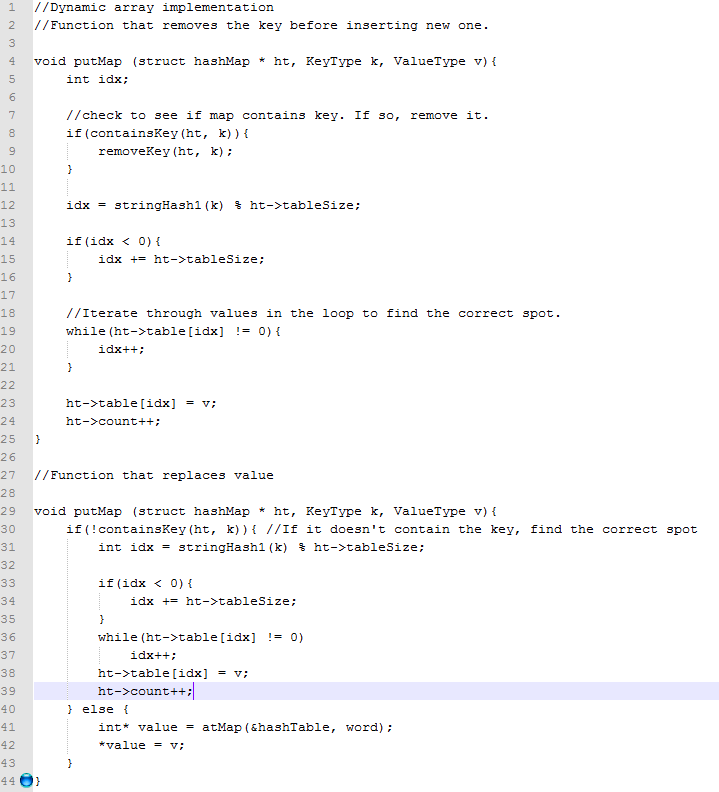 1 //Dynamic array implementation
2 //Function that removes the key before inserting new one.
3
4 void putMap (struct hashMap * ht, KeyType k, ValueType v){
5     int idx;
6
7     //check to see if map contains key. If so, remove it.
8     if(containsKey(ht, k)){
9         removeKey(ht, k);
10     }
11
12     idx = stringHash1(k) % ht->tableSize;
13
14     if(idx < 0){
15         idx += ht->tableSize;
16     }
17
18     //Iterate through values in the loop to find the correct spot.
19     while(ht->table[idx] != 0){
20         idx++;
21     }
22
23     ht->table[idx] = v;
24     ht->count++;
25 }
26
27 //Function that replaces value
28
29 void putMap (struct hashMap * ht, KeyType k, ValueType v){
30     if(!containsKey(ht, k)){ //If it doesn't contain the key, find the correct spot
31         int idx = stringHash1(k) % ht->tableSize;
32
33         if(idx < 0){
34             idx += ht->tableSize;
35         }
36         while(ht->table[idx] != 0)
37             idx++;
38         ht->table[idx] = v;
39         ht->count++;
40     } else {
41         int* value = atMap(&hashTable, word);
42         *value = v;
43     }
44 }